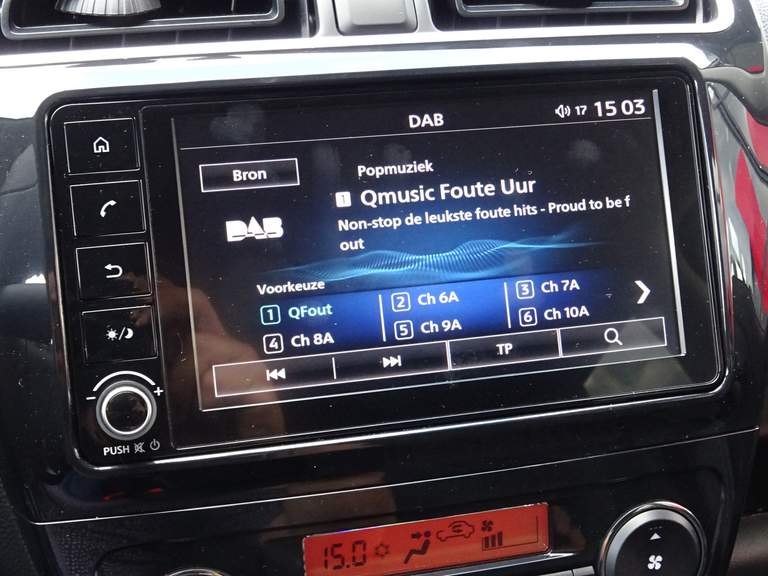 DAB
17 15 03
Bron
Popmuziek
1 Qmusic Foute Uur
DAB
Non-stop de leukste foute hits - Proud to be f
out
Voorkeuze
1 QFout
2 Ch 6A
3 Ch 7A
4 Ch 8A
5 Ch 9A
6 Ch 10A
TP
PUSH
15.0